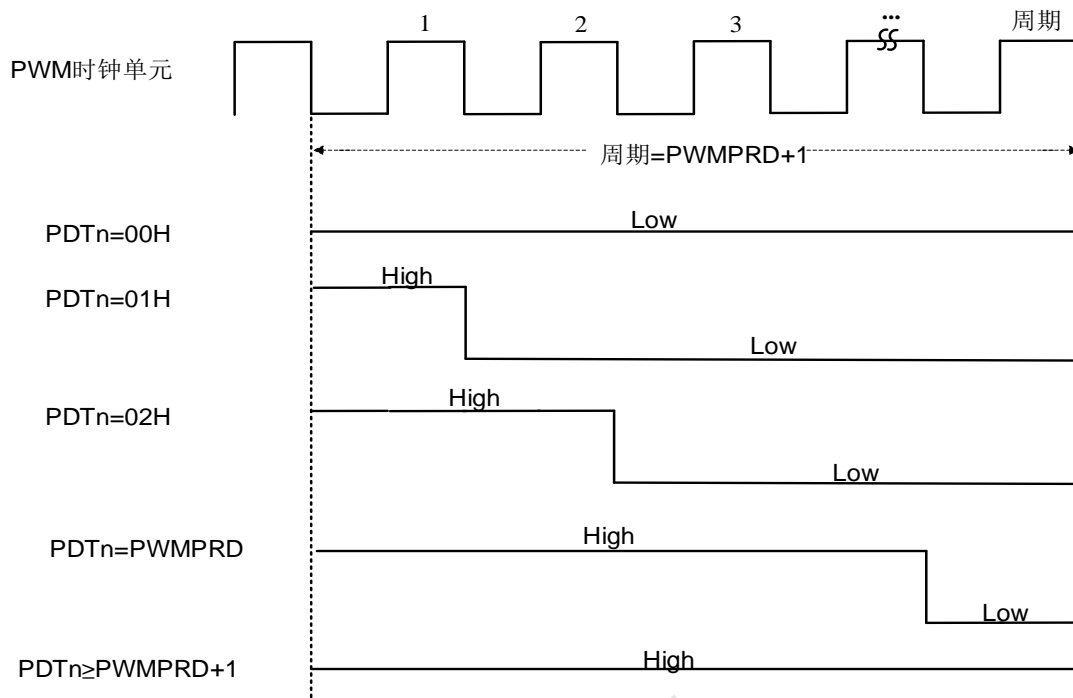 1 2 3 ... 周期
PWM时钟单元
周期=PWMPRD+1
PDTn=00H Low
PDTn=01H High
Low
PDTn=02H High
Low
PDTn=PWMPRD High
Low
PDTn≥PWMPRD+1 High